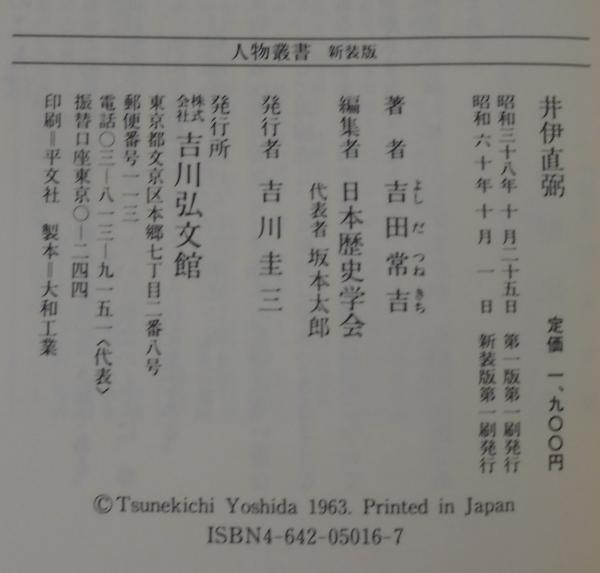 人物叢書 新装版
井伊直弼
定価 一、九〇〇円
昭和三十八年十月二十五日 第一版第一刷発行
昭和六十年十月一日 新装版第一刷発行
著者 吉田常吉
よしだつねきち
編集者 日本歴史学会
代表者 坂本太郎
発行者 吉川圭三
発行所
株式会社 吉川弘文館
東京都文京区本郷七丁目二番八号
郵便番号一一三
電話〇三―八一三―九一五一〈代表〉
振替口座東京〇―二四四
印刷＝平文社 製本＝大和工業
©Tsunekichi Yoshida 1963. Printed in Japan
ISBN4-642-05016-7